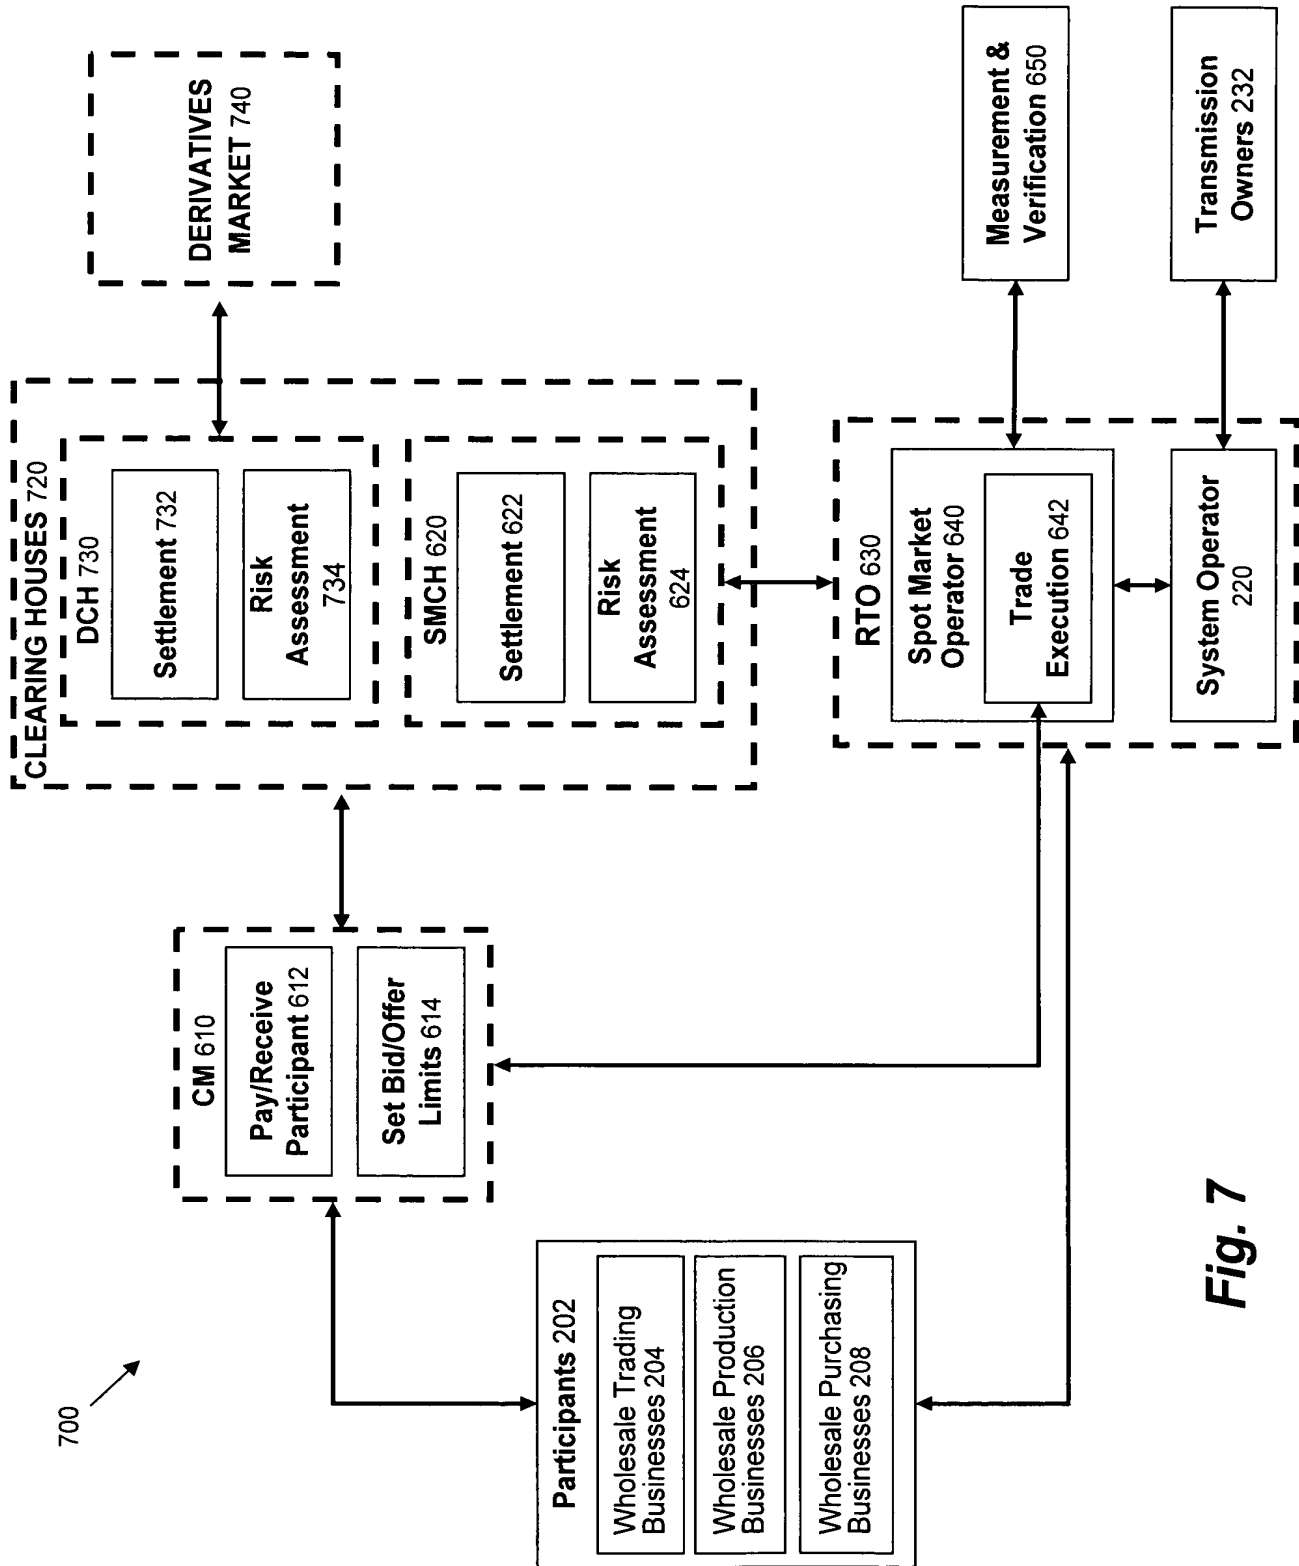 700
Participants 202
Wholesale Trading
Businesses 204
Wholesale Production
Businesses 206
Wholesale Purchasing
Businesses 208
CM 610
Pay/Receive
Participant 612
Set Bid/Offer
Limits 614
CLEARING HOUSES 720
DCH 730
Settlement 732
Risk
Assessment
734
SMCH 620
Settlement 622
Risk
Assessment
624
DERIVATIVES
MARKET 740
RTO 630
Spot Market
Operator 640
Trade
Execution 642
System Operator
220
Measurement &
Verification 650
Transmission
Owners 232
Fig. 7